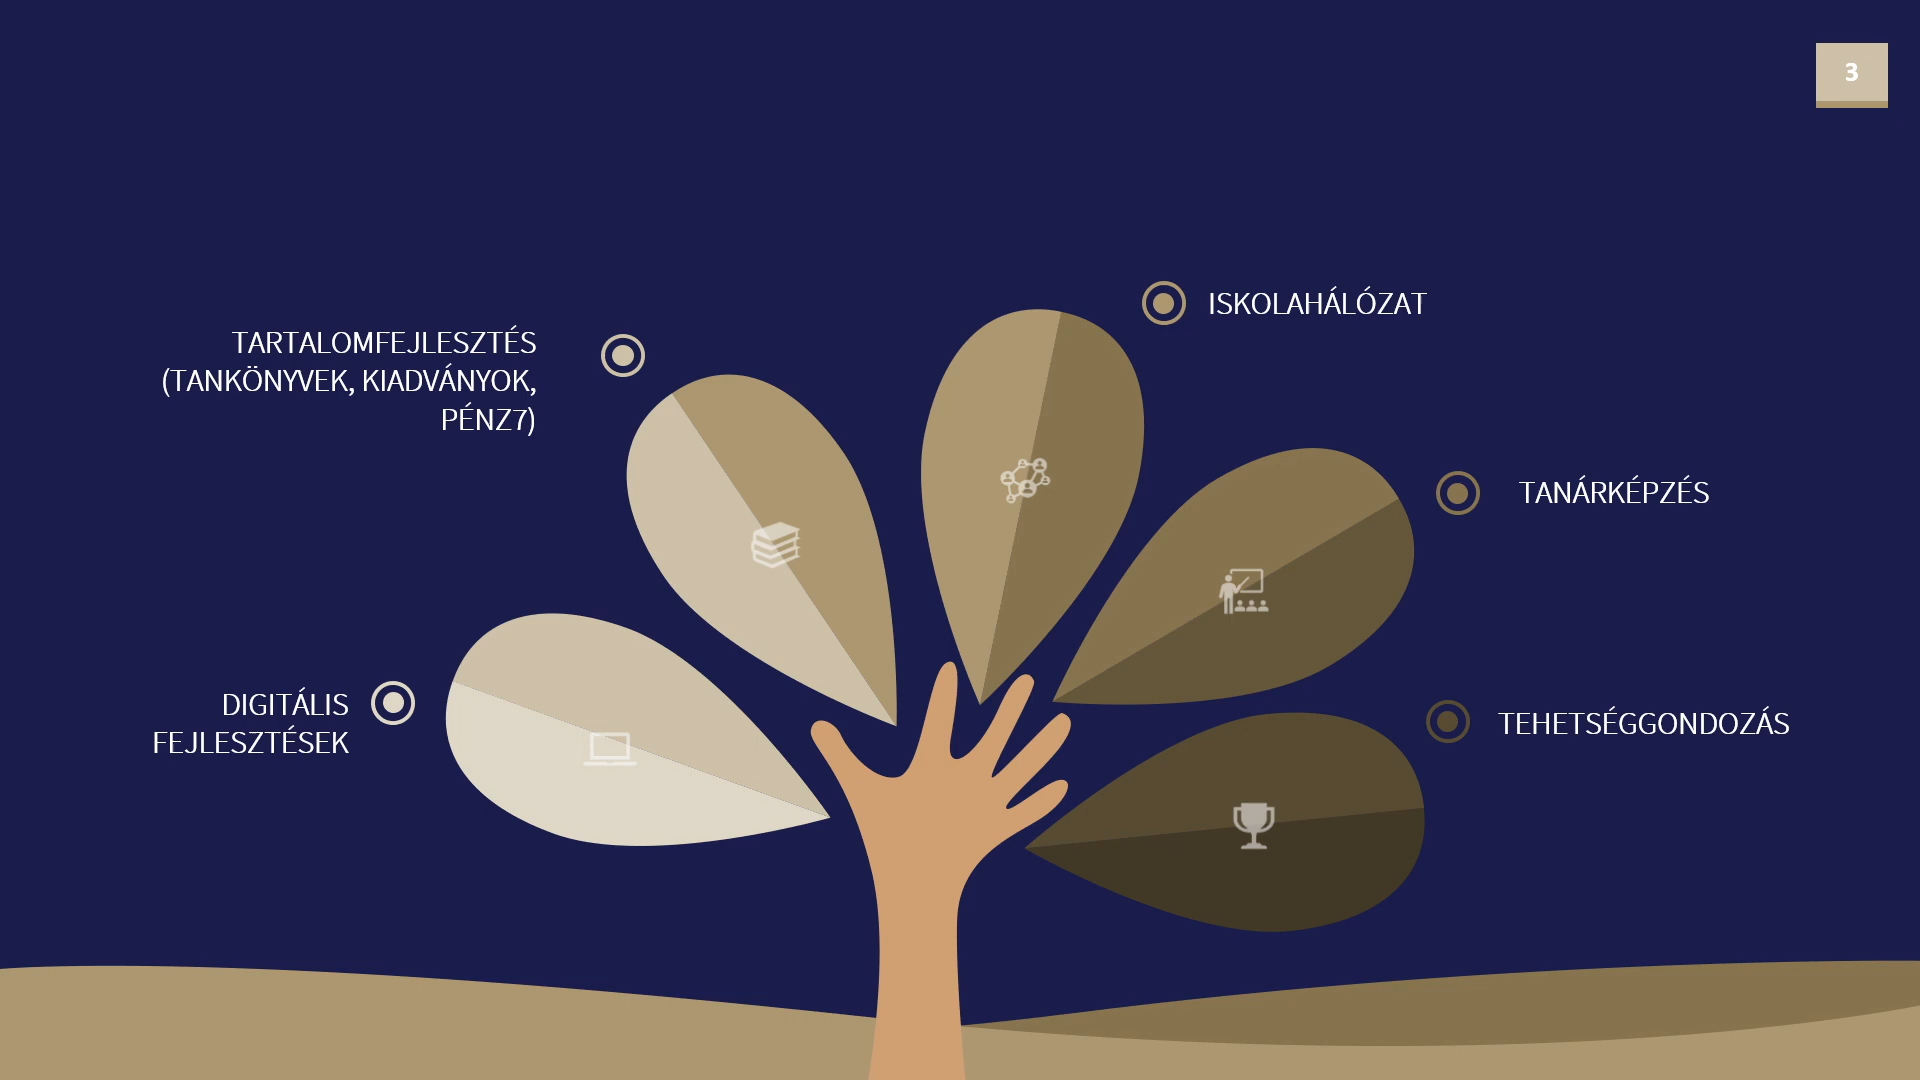 3
TARTALOMFEJLESZTÉS
(TANKÖNYVEK, KIADVÁNYOK,
PÉNZ7)
ISKOLAHÁLÓZAT
TANÁRKÉPZÉS
DIGITÁLIS
FEJLESZTÉSEK
TEHETSÉGGONDOZÁS